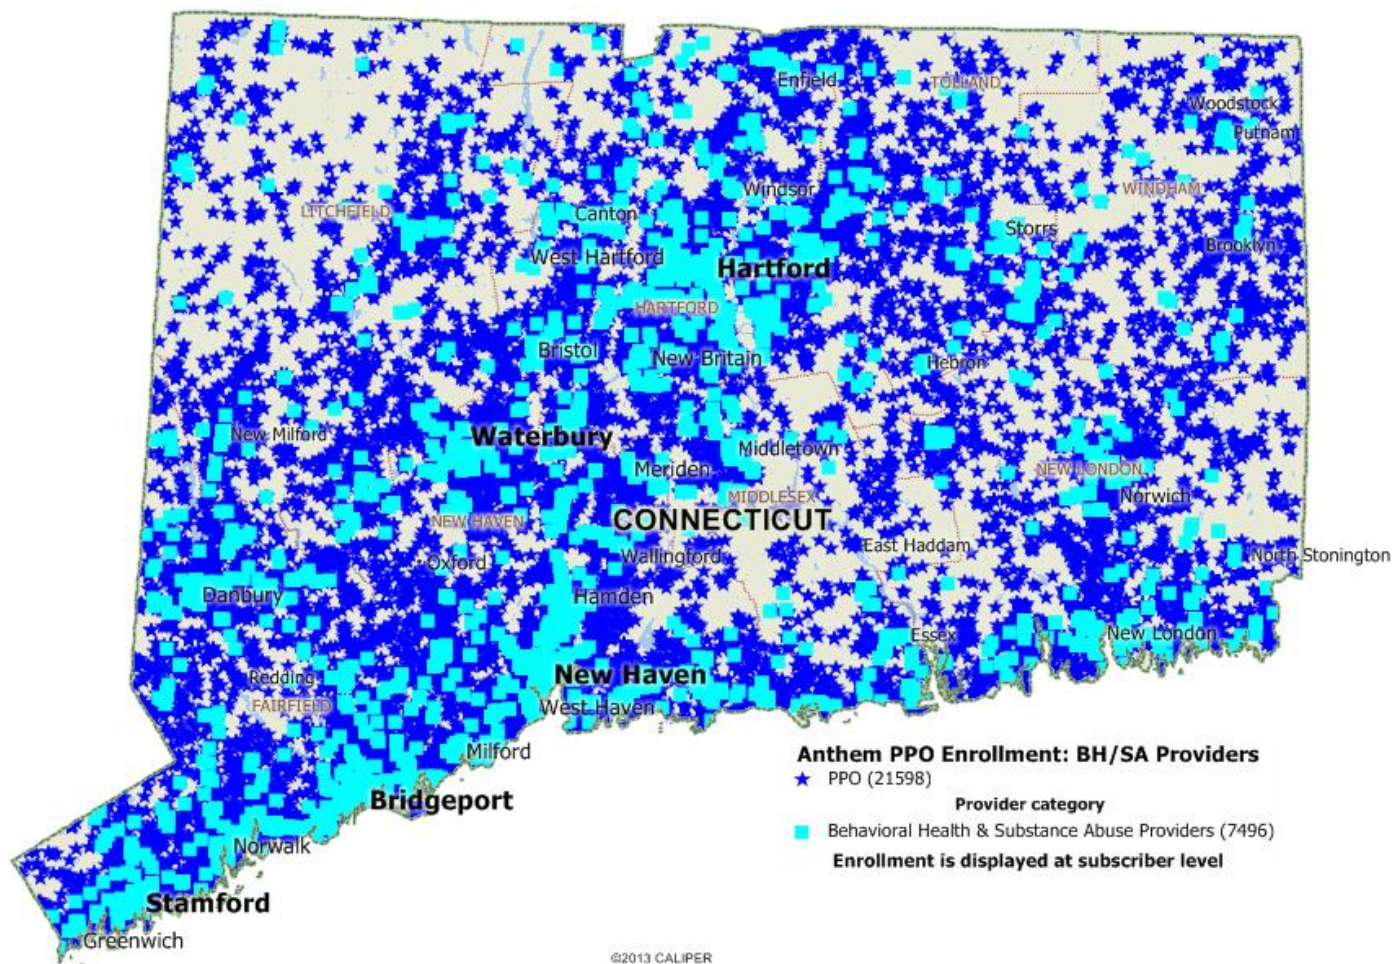 Enfield
TOLLAND
Woodstock
Putnam
Windsor
WINDHAM
LITCHFIELD
Canton
Storrs
Brooklyn
West Hartford
Hartford
HARTFORD
Bristol
New Britain
Hebron
New Milford
Waterbury
Middletown
Meriden
NEW LONDON
MIDDLESEX
Norwich
NEW HAVEN
CONNECTICUT
Oxford
Wallingford
East Haddam
North Stonington
Danbury
Hamden
Essex
New London
Redding
New Haven
FAIRFIELD
West Haven
Milford
Bridgeport
Norwalk
Stamford
Greenwich
Anthem PPO Enrollment: BH/SA Providers
PPO (21598)
Provider category
Behavioral Health & Substance Abuse Providers (7496)
Enrollment is displayed at subscriber level
©2013 CALIPER